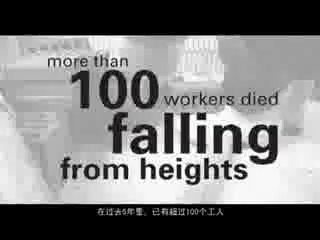 more than
100 workers died
falling
from heights
在过去5年里，已有超过100个工人